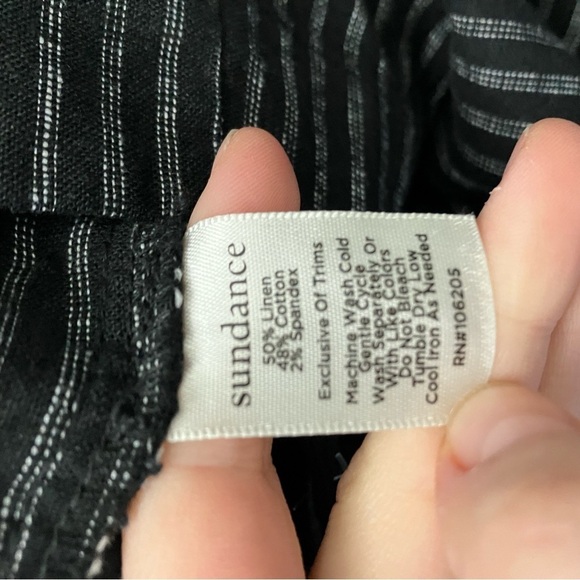 sundance
50% Linen
48% Cotton
2% Spandex
Exclusive Of Trims
Machine Wash Cold
Gentle Cycle
Wash Separately Or
With Like Colors
Do Not Bleach
Tumble Dry Low
Cool Iron As Needed
RN#106205